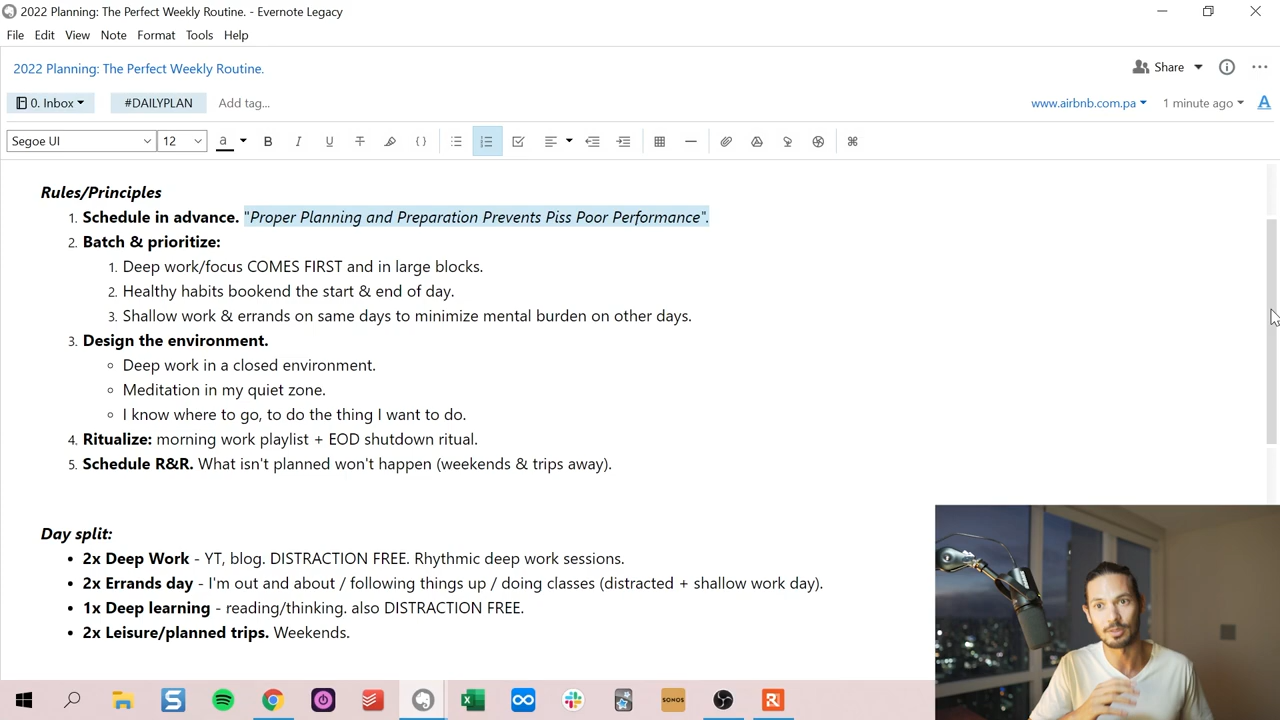 2022 Planning: The Perfect Weekly Routine. - Evernote Legacy
File Edit View Note Format Tools Help
2022 Planning: The Perfect Weekly Routine.
Share
0. Inbox #DAILYPLAN Add tag...
www.airbnb.com.pa 1 minute ago A
Segoe UI 12 a B I U T { }
Rules/Principles
1. Schedule in advance. "Proper Planning and Preparation Prevents Piss Poor Performance".
2. Batch & prioritize:
1. Deep work/focus COMES FIRST and in large blocks.
2. Healthy habits bookend the start & end of day.
3. Shallow work & errands on same days to minimize mental burden on other days.
3. Design the environment.
Deep work in a closed environment.
Meditation in my quiet zone.
I know where to go, to do the thing I want to do.
4. Ritualize: morning work playlist + EOD shutdown ritual.
5. Schedule R&R. What isn't planned won't happen (weekends & trips away).
Day split:
• 2x Deep Work - YT, blog. DISTRACTION FREE. Rhythmic deep work sessions.
• 2x Errands day - I'm out and about / following things up / doing classes (distracted + shallow work day).
• 1x Deep learning - reading/thinking. also DISTRACTION FREE.
• 2x Leisure/planned trips. Weekends.
S X SONOS R